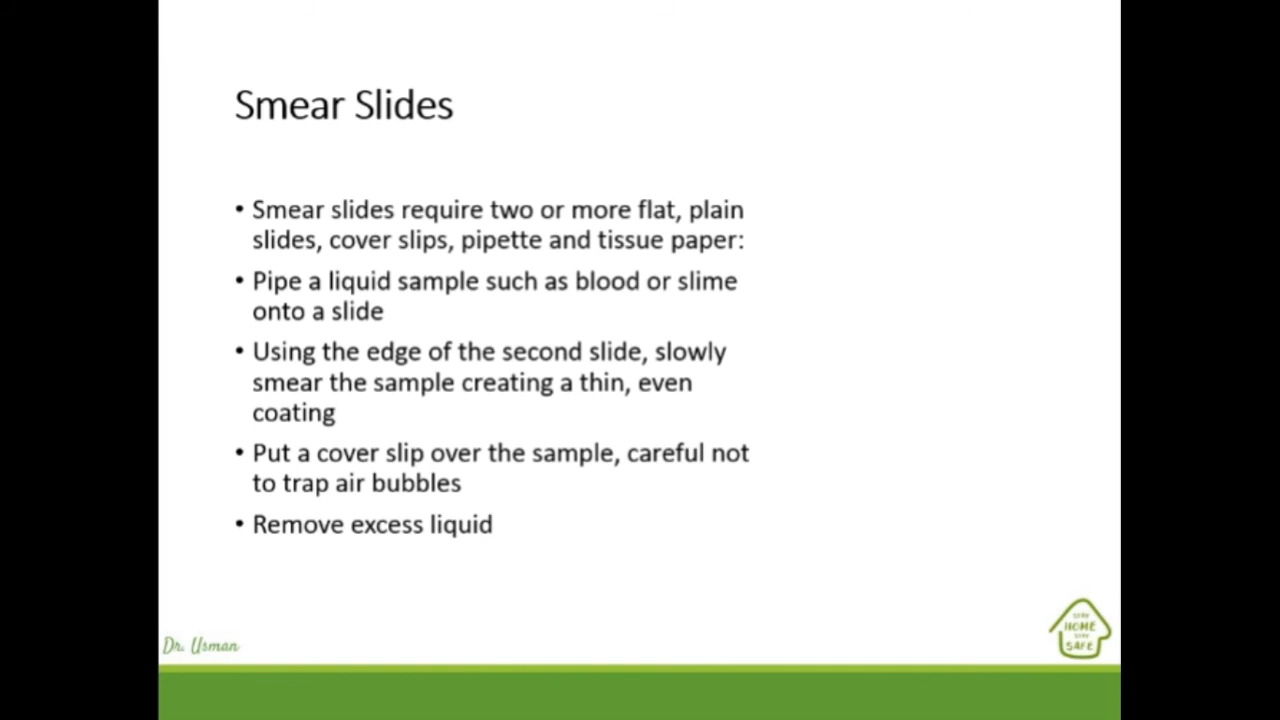 Smear Slides
• Smear slides require two or more flat, plain
slides, cover slips, pipette and tissue paper:
• Pipe a liquid sample such as blood or slime
onto a slide
• Using the edge of the second slide, slowly
smear the sample creating a thin, even
coating
• Put a cover slip over the sample, careful not
to trap air bubbles
• Remove excess liquid
Dr. Usman
STAY
HOME
STAY
SAFE